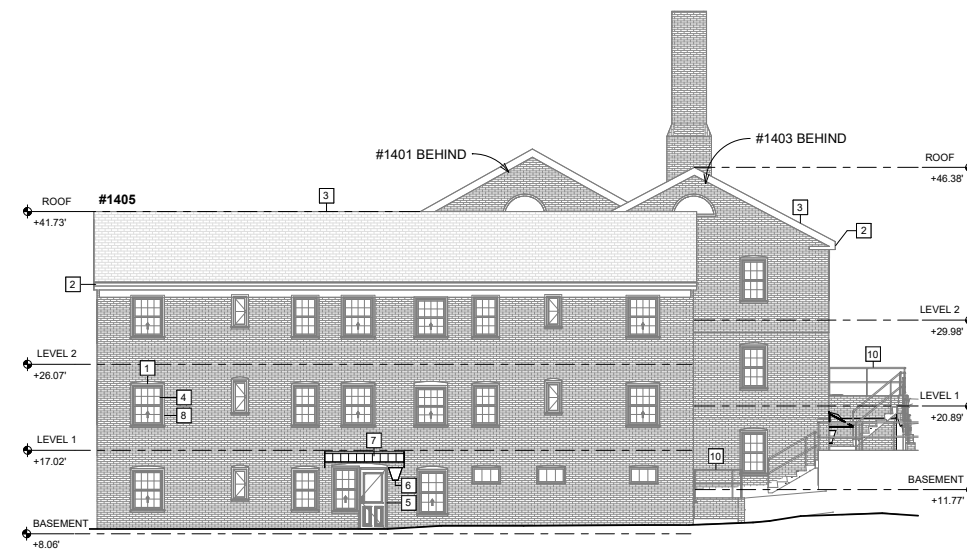 #1401 BEHIND
#1403 BEHIND
ROOF
+46.38'
ROOF
+41.73'
#1405
3
3
2
2
LEVEL 2
+29.98'
LEVEL 2
+26.07'
1
4
8
10
LEVEL 1
+20.89'
LEVEL 1
+17.02'
7
10
6
5
BASEMENT
+11.77'
BASEMENT
+8.06'